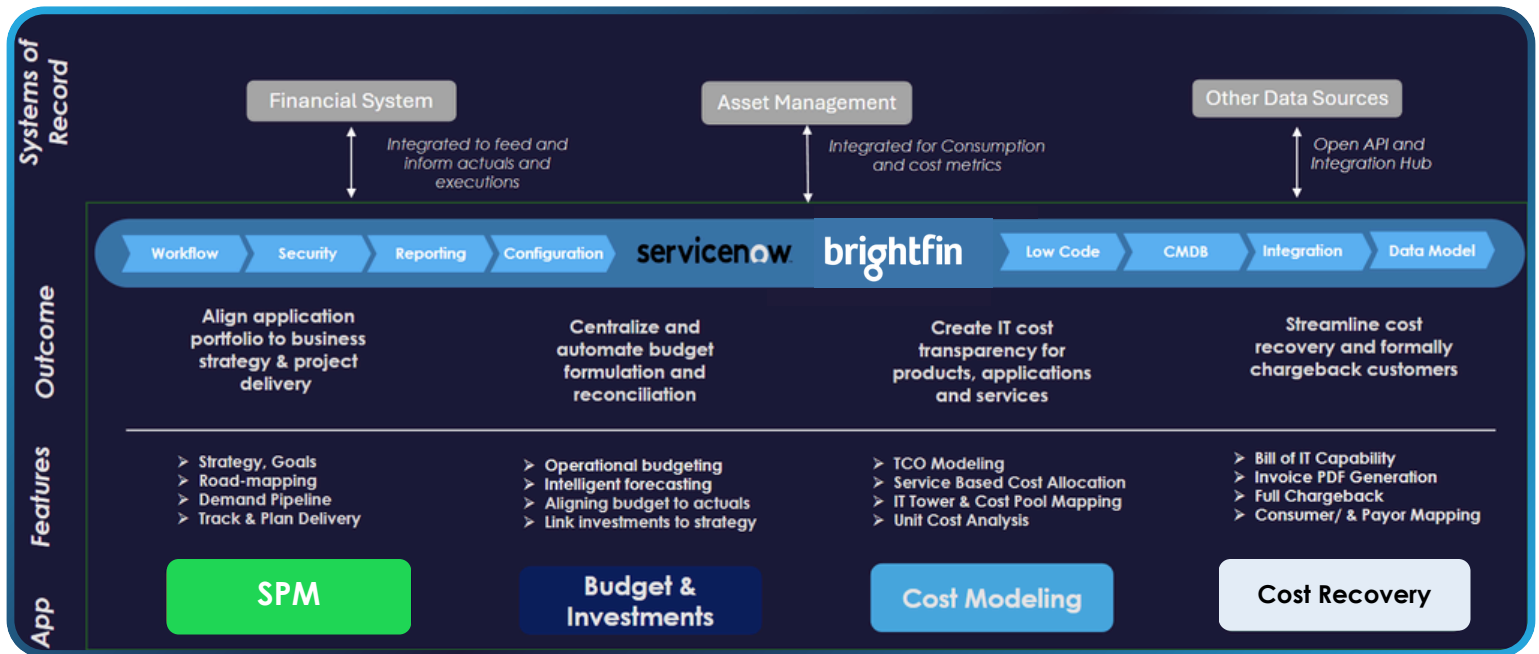 Systems of
Record
Financial System
Asset Management
Other Data Sources
Integrated to feed and
inform actuals and
executions
Integrated for Consumption
and cost metrics
Open API and
Integration Hub
Workflow
Security
Reporting
Configuration
servicenow
brightfin
Low Code
CMDB
Integration
Data Model
Outcome
Align application
portfolio to business
strategy & project
delivery
Centralize and
automate budget
formulation and
reconciliation
Create IT cost
transparency for
products, applications
and services
Streamline cost
recovery and formally
chargeback customers
Features
➢ Strategy, Goals
➢ Road-mapping
➢ Demand Pipeline
➢ Track & Plan Delivery
➢ Operational budgeting
➢ Intelligent forecasting
➢ Aligning budget to actuals
➢ Link investments to strategy
➢ TCO Modeling
➢ Service Based Cost Allocation
➢ IT Tower & Cost Pool Mapping
➢ Unit Cost Analysis
➢ Bill of IT Capability
➢ Invoice PDF Generation
➢ Full Chargeback
➢ Consumer/ & Payor Mapping
App
SPM
Budget &
Investments
Cost Modeling
Cost Recovery